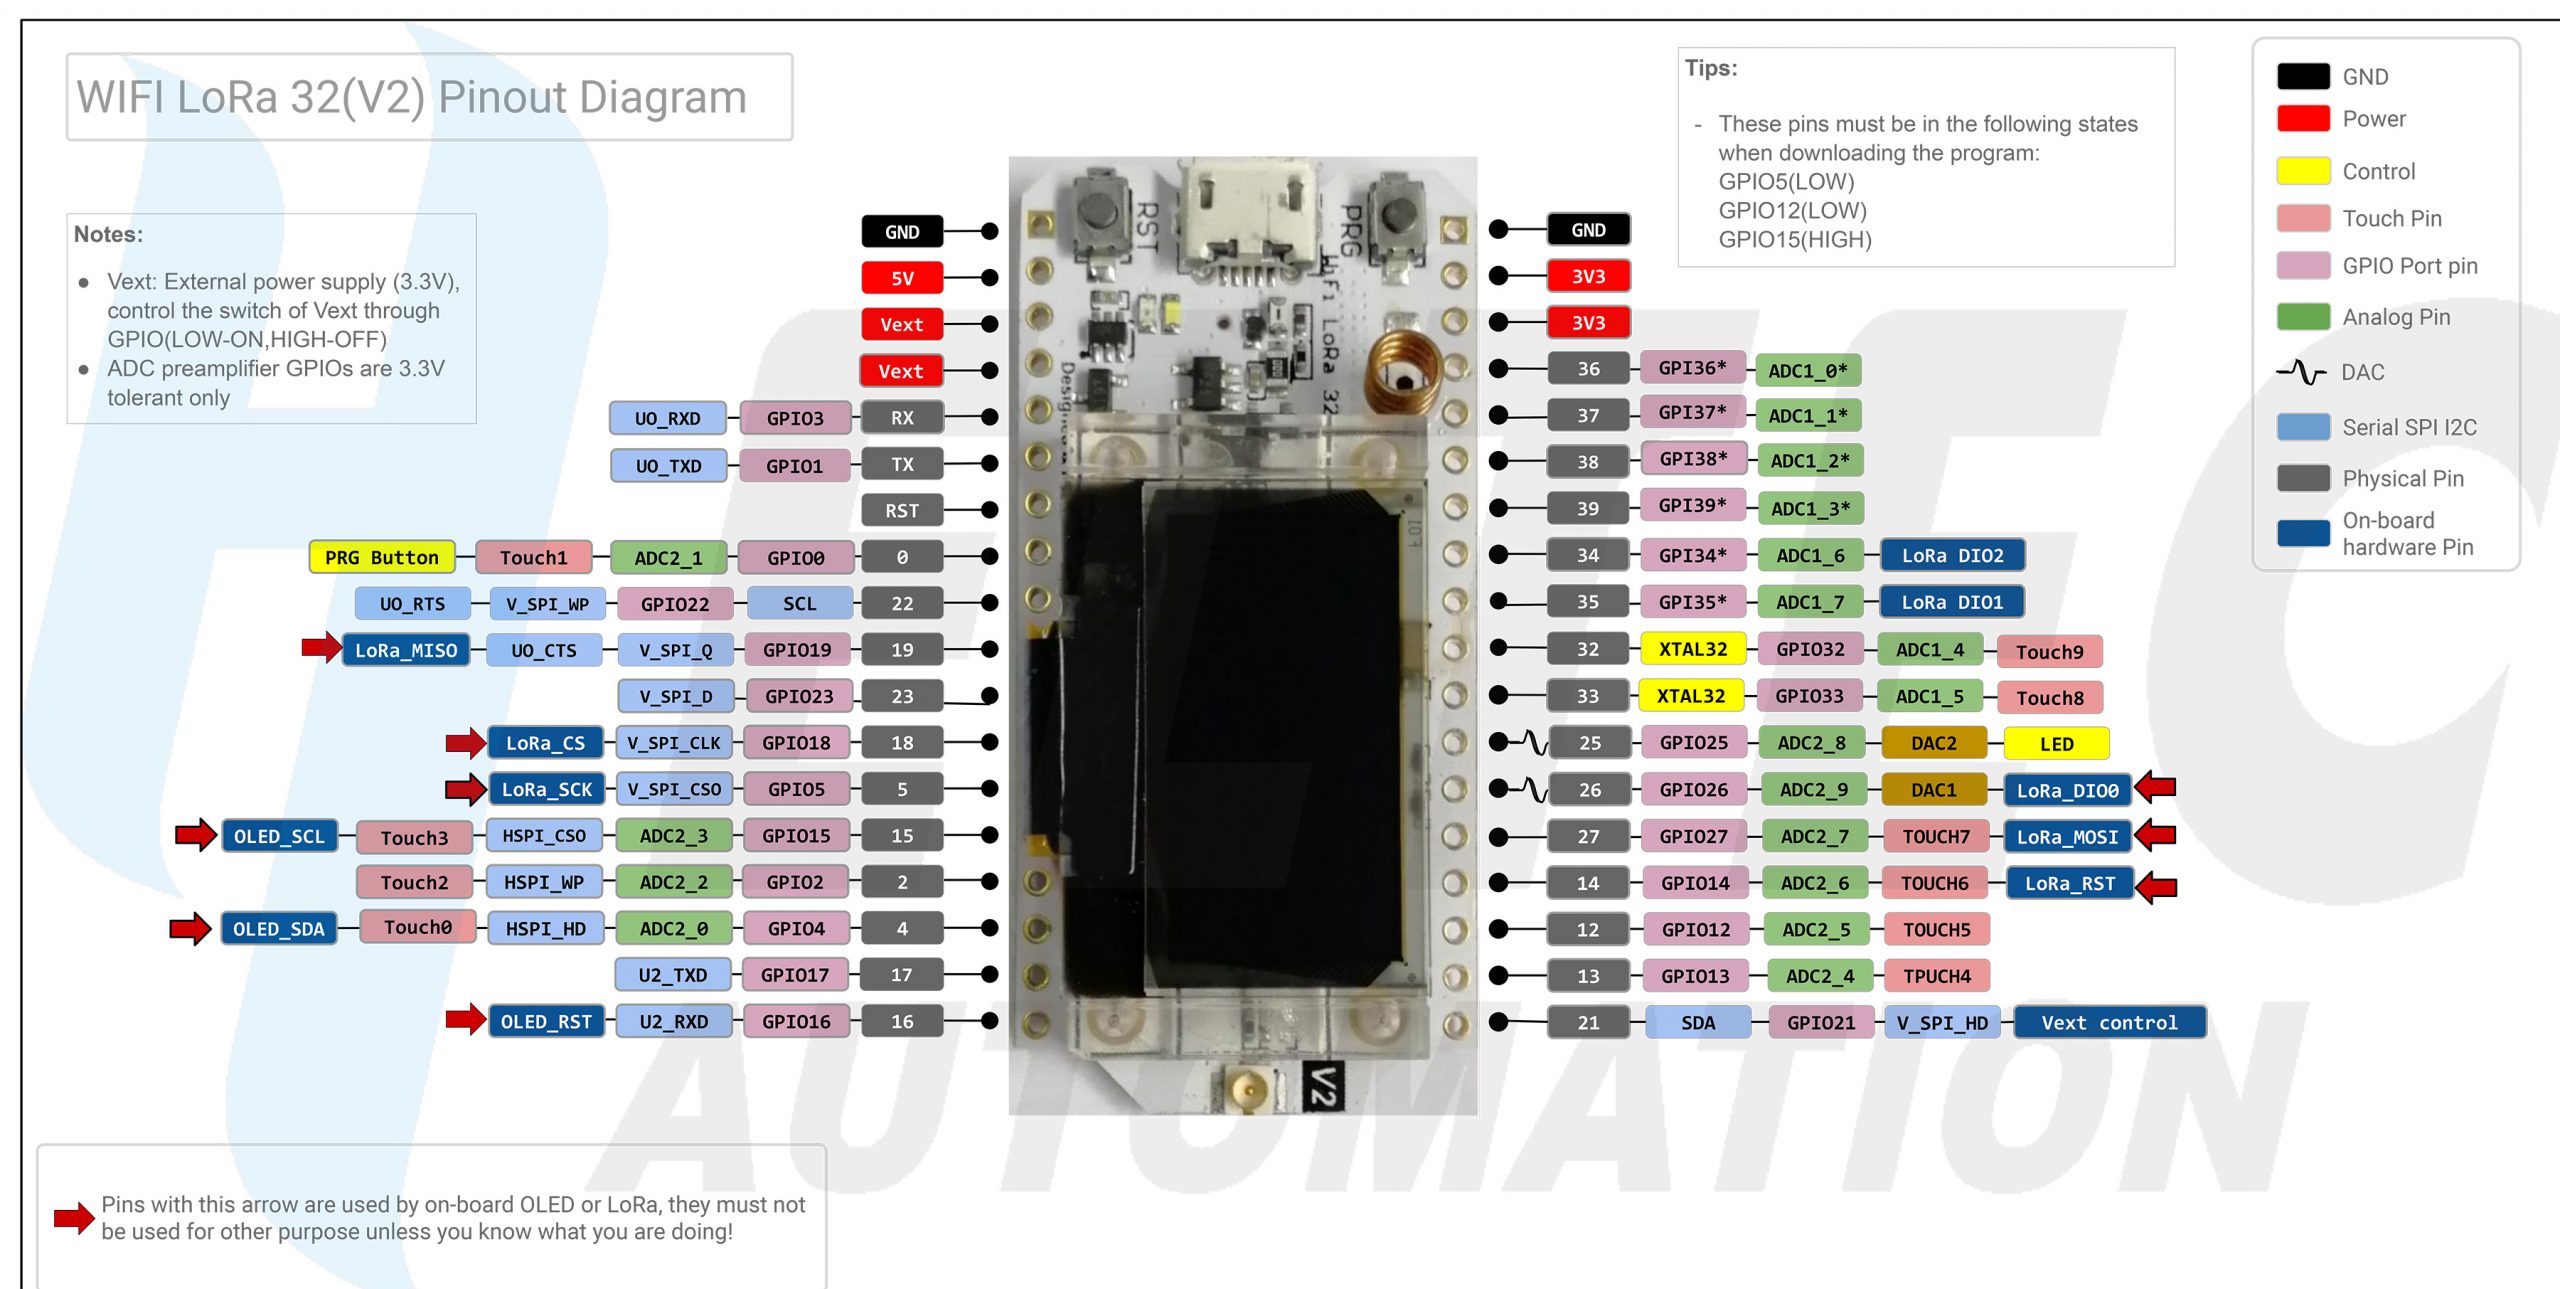 WIFI LoRa 32(V2) Pinout Diagram
Notes:
● Vext: External power supply (3.3V),
control the switch of Vext through
GPIO(LOW-ON,HIGH-OFF)
● ADC preamplifier GPIOs are 3.3V
tolerant only
Tips:
- These pins must be in the following states
when downloading the program:
GPIO5(LOW)
GPIO12(LOW)
GPIO15(HIGH)
GND
Power
Control
Touch Pin
GPIO Port pin
Analog Pin
DAC
Serial SPI I2C
Physical Pin
On-board
hardware Pin
GND
5V
Vext
Vext
UO_RXD GPIO3 RX
UO_TXD GPIO1 TX
RST
PRG Button Touch1 ADC2_1 GPIO0 0
UO_RTS V_SPI_WP GPIO22 SCL 22
LoRa_MISO UO_CTS V_SPI_Q GPIO19 19
V_SPI_D GPIO23 23
LoRa_CS V_SPI_CLK GPIO18 18
LoRa_SCK V_SPI_CSO GPIO5 5
OLED_SCL Touch3 HSPI_CSO ADC2_3 GPIO15 15
Touch2 HSPI_WP ADC2_2 GPIO2 2
OLED_SDA Touch0 HSPI_HD ADC2_0 GPIO4 4
U2_TXD GPIO17 17
OLED_RST U2_RXD GPIO16 16
RST
PRG
WiFi LoRa 32
V2
GND
3V3
3V3
36 GPI36* ADC1_0*
37 GPI37* ADC1_1*
38 GPI38* ADC1_2*
39 GPI39* ADC1_3*
34 GPI34* ADC1_6 LoRa DIO2
35 GPI35* ADC1_7 LoRa DIO1
32 XTAL32 GPIO32 ADC1_4 Touch9
33 XTAL32 GPIO33 ADC1_5 Touch8
25 GPIO25 ADC2_8 DAC2 LED
26 GPIO26 ADC2_9 DAC1 LoRa_DIO0
27 GPIO27 ADC2_7 TOUCH7 LoRa_MOSI
14 GPIO14 ADC2_6 TOUCH6 LoRa_RST
12 GPIO12 ADC2_5 TOUCH5
13 GPIO13 ADC2_4 TPUCH4
21 SDA GPIO21 V_SPI_HD Vext control
AUTOMATION
Pins with this arrow are used by on-board OLED or LoRa, they must not
be used for other purpose unless you know what you are doing!